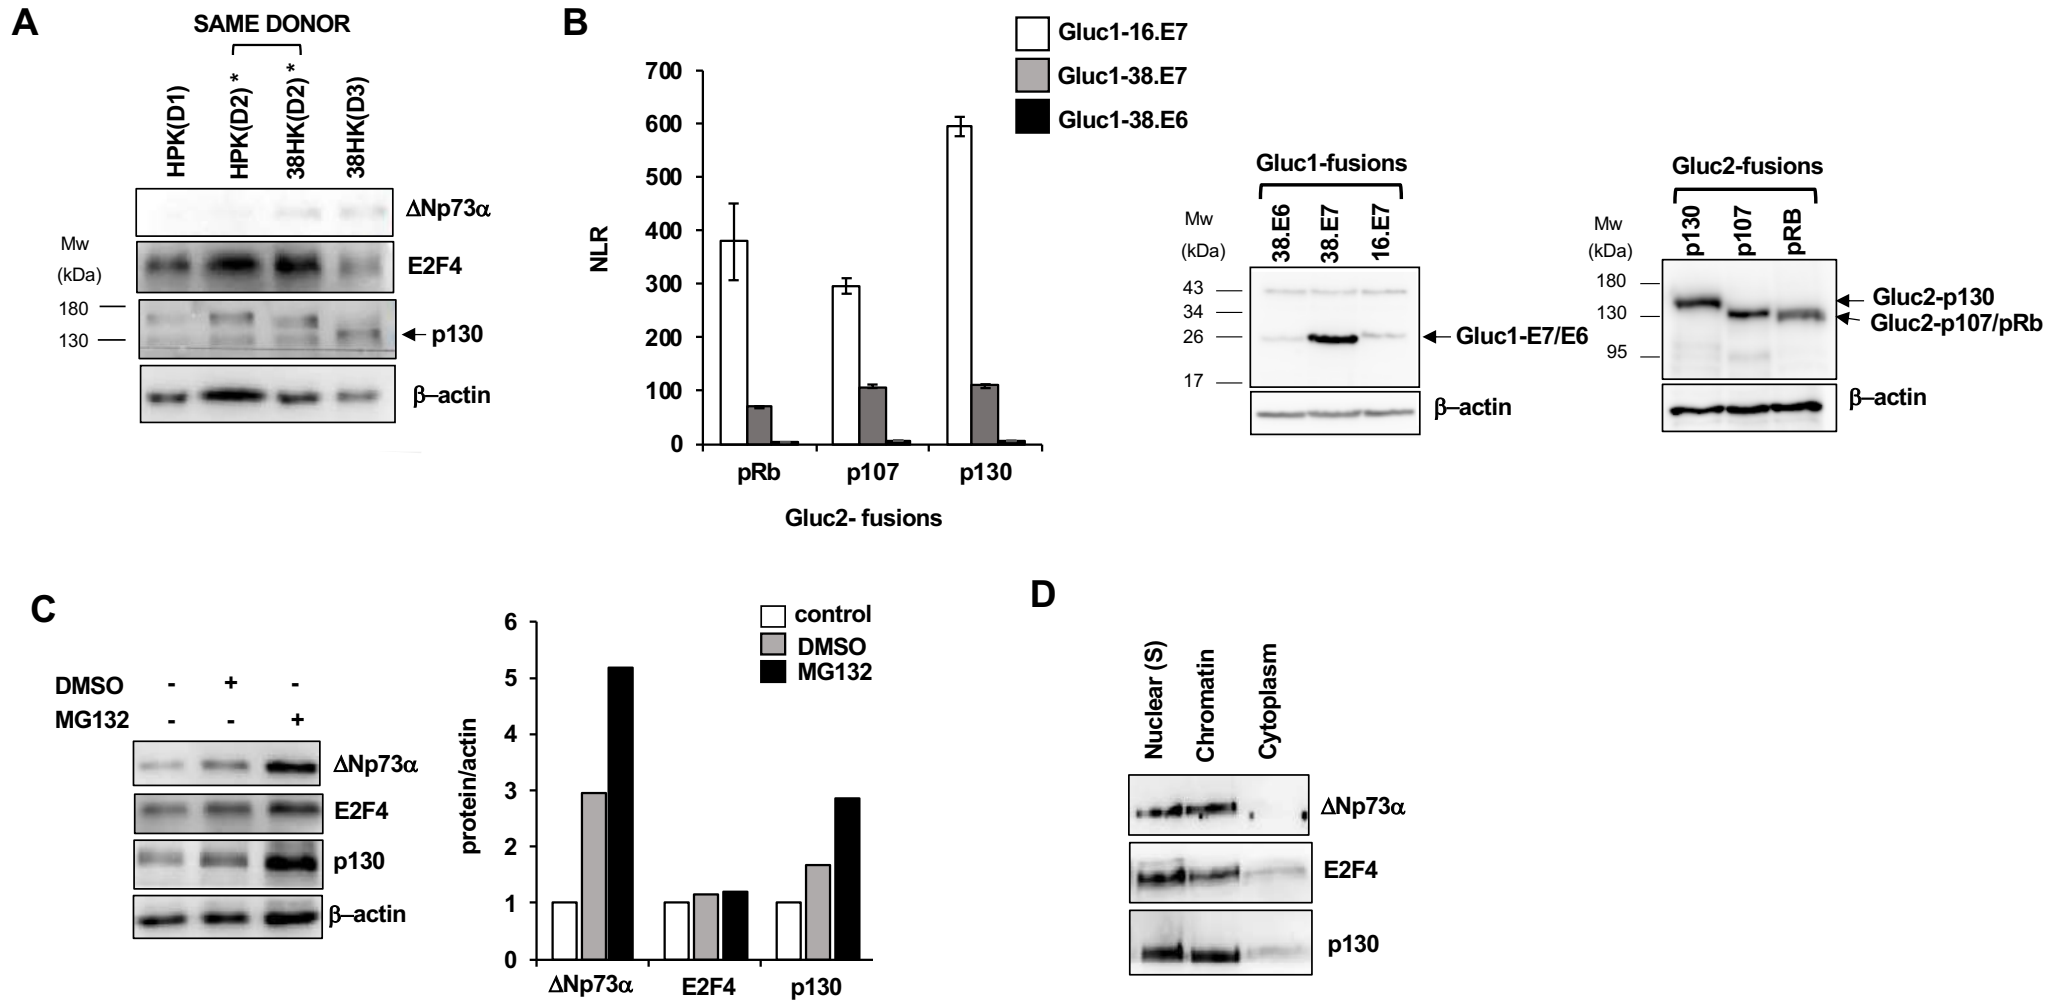 A
SAME DONOR
HPK(D1)
HPK(D2) *
38HK(D2) *
38HK(D3)
ΔNp73α
Mw
(kDa)
E2F4
180
130
p130
β–actin
B
Gluc1-16.E7
Gluc1-38.E7
Gluc1-38.E6
700
600
500
400
300
200
100
0
NLR
pRb
p107
p130
Gluc2- fusions
Gluc1-fusions
Mw
(kDa)
38.E6
38.E7
16.E7
43
34
26
17
Gluc1-E7/E6
β–actin
Gluc2-fusions
Mw
(kDa)
p130
p107
pRB
180
130
95
Gluc2-p130
Gluc2-p107/pRb
β–actin
C
DMSO - + -
MG132 - - +
ΔNp73α
E2F4
p130
β–actin
control
DMSO
MG132
6
5
4
3
2
1
0
protein/actin
ΔNp73α
E2F4
p130
D
Nuclear (S)
Chromatin
Cytoplasm
ΔNp73α
E2F4
p130